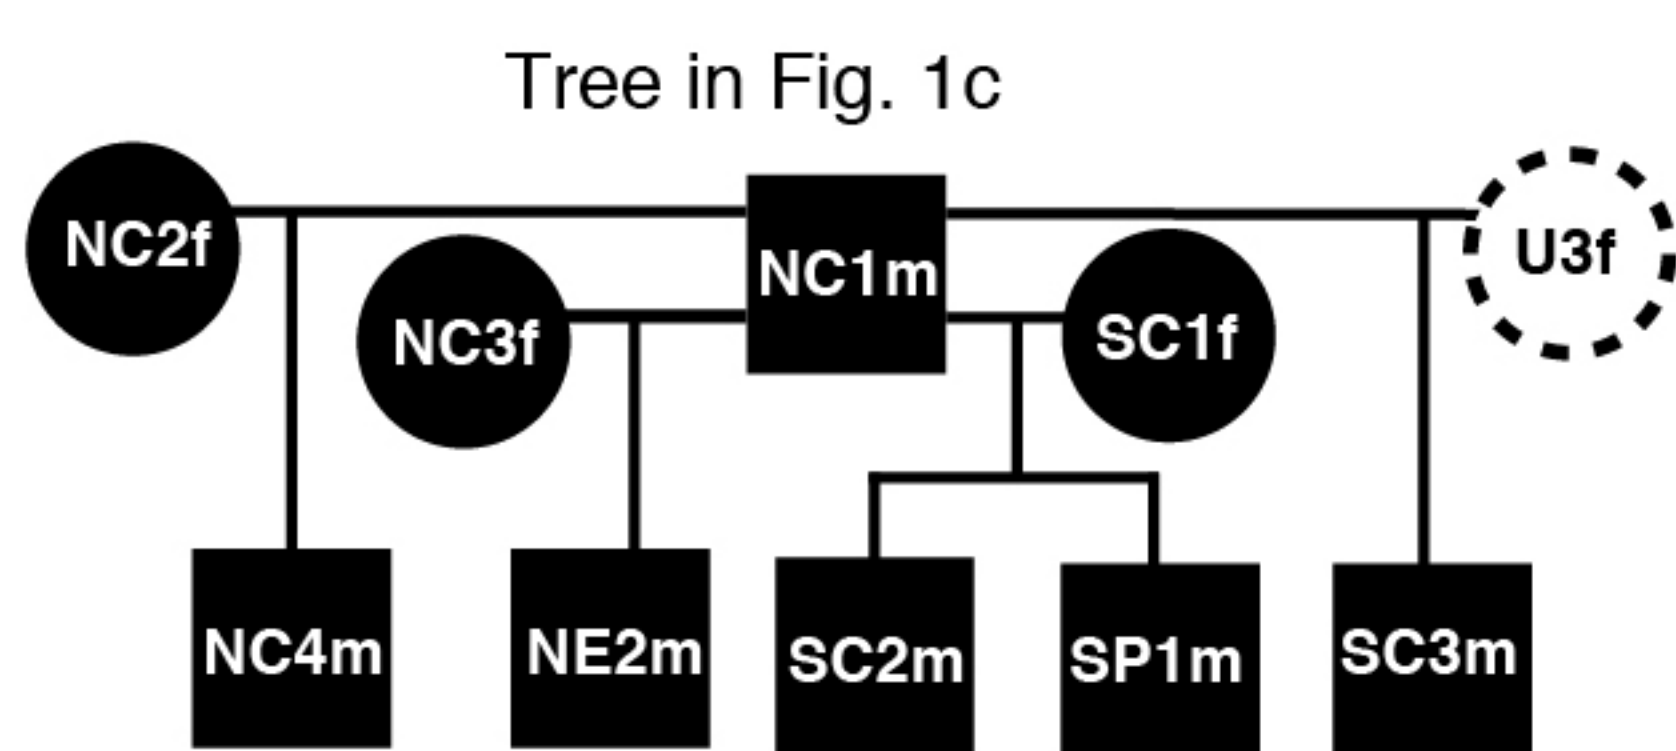 Tree in Fig. 1c
NC2f
NC3f
NC1m
SC1f
U3f
NC4m
NE2m
SC2m
SP1m
SC3m